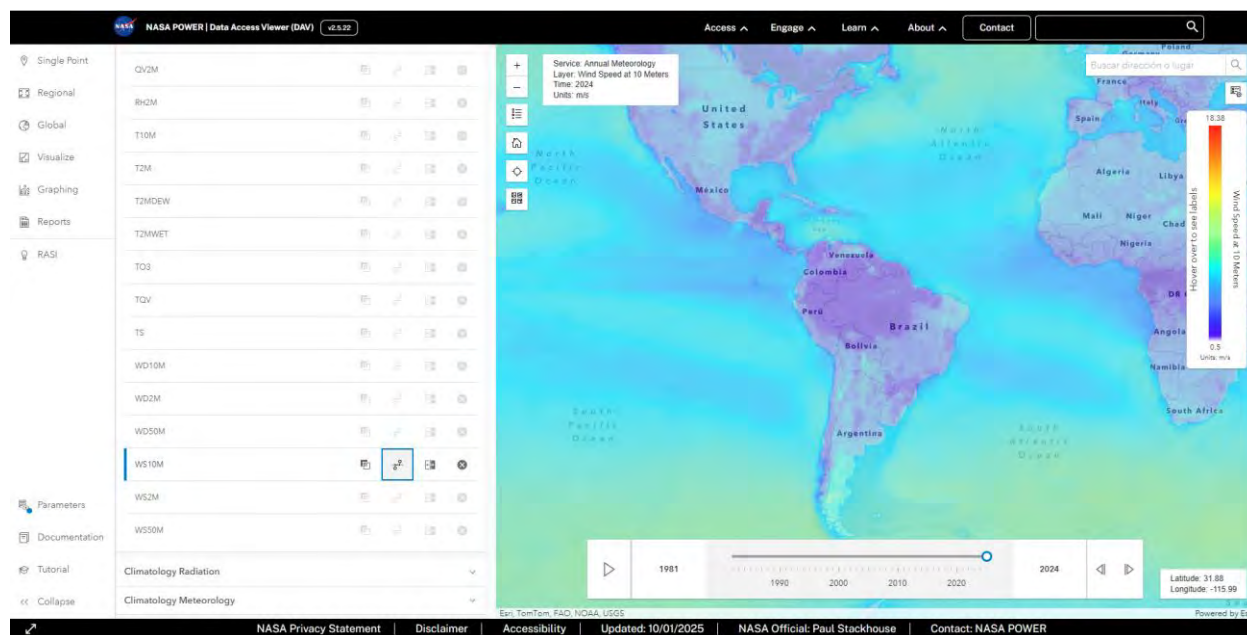 NASA POWER | Data Access Viewer (DAV) v2.5.22
Access Engage Learn About Contact
Single Point
Regional
Global
Visualize
Graphing
Reports
RASI
Parameters
Documentation
Tutorial
Collapse
QV2M
RH2M
T10M
T2M
T2MDEW
T2MWET
TO3
TQV
TS
WD10M
WD2M
WD50M
WS10M
WS2M
WS50M
Climatology Radiation
Climatology Meteorology
Service: Annual Meteorology
Layer: Wind Speed at 10 Meters
Time: 2024
Units: m/s
Buscar dirección o lugar
Poland
France
Italy
Spain
United
States
North
Atlantic
Ocean
North
Pacific
Ocean
México
Algeria
Libya
Mali
Niger
Chad
Nigeria
Venezuela
Colombia
Perú
Brazil
Bolivia
Angola
Namibia
South Africa
South
Pacific
Ocean
Argentina
South
Atlantic
Ocean
18.38
Hover over to see labels
Wind Speed at 10 Meters
0.5
Units: m/s
1981
1990 2000 2010 2020
2024
Latitude: 31.88
Longitude: -115.99
Esri, TomTom, FAO, NOAA, USGS
Powered by
NASA Privacy Statement | Disclaimer | Accessibility | Updated: 10/01/2025 | NASA Official: Paul Stackhouse | Contact: NASA POWER